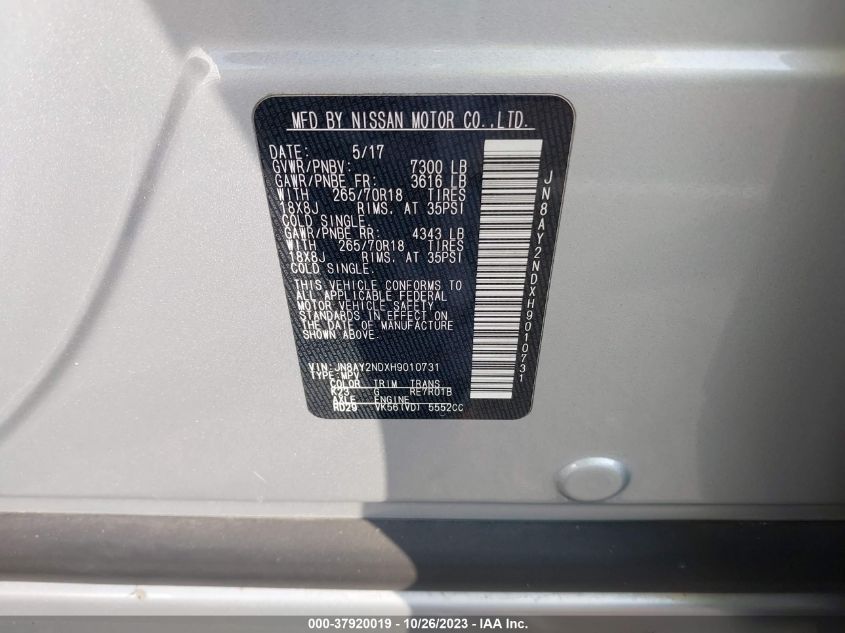 MFD BY NISSAN MOTOR CO.,LTD.
DATE: 5/17
GVWR/PNBV: 7300 LB
GAWR/PNBE FR: 3616 LB
WITH 265/70R18 TIRES
18X8J RIMS. AT 35PSI
COLD SINGLE.
GAWR/PNBE RR: 4343 LB
WITH 265/70R18 TIRES
18X8J RIMS. AT 35PSI
COLD SINGLE.
THIS VEHICLE CONFORMS TO
ALL APPLICABLE FEDERAL
MOTOR VEHICLE SAFETY
STANDARDS IN EFFECT ON
THE DATE OF MANUFACTURE
SHOWN ABOVE.
VIN:JN8AY2NDXH9010731
TYPE:MPV
COLOR TRIM TRANS
K23 G RE7R01B
AXLE ENGINE
RD29 VK56(VD) 5552CC
JN8AY2NDXH9010731
000-37920019 - 10/26/2023 - IAA Inc.